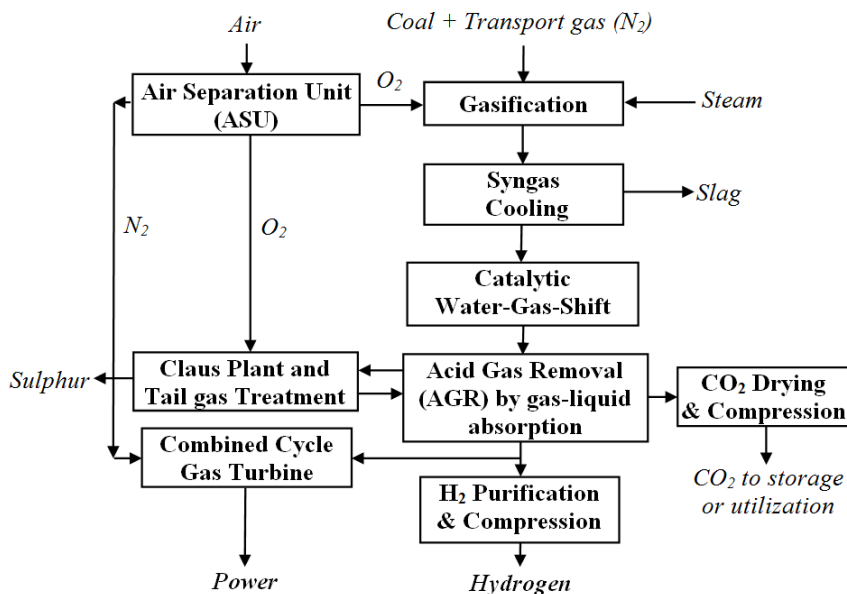 Air
Coal + Transport gas (N₂)
Air Separation Unit
(ASU)
O₂
Gasification
Steam
Syngas
Cooling
Slag
N₂
O₂
Catalytic
Water-Gas-Shift
Sulphur
Claus Plant and
Tail gas Treatment
Acid Gas Removal
(AGR) by gas-liquid
absorption
CO₂ Drying
& Compression
Combined Cycle
Gas Turbine
H₂ Purification
& Compression
CO₂ to storage
or utilization
Power
Hydrogen